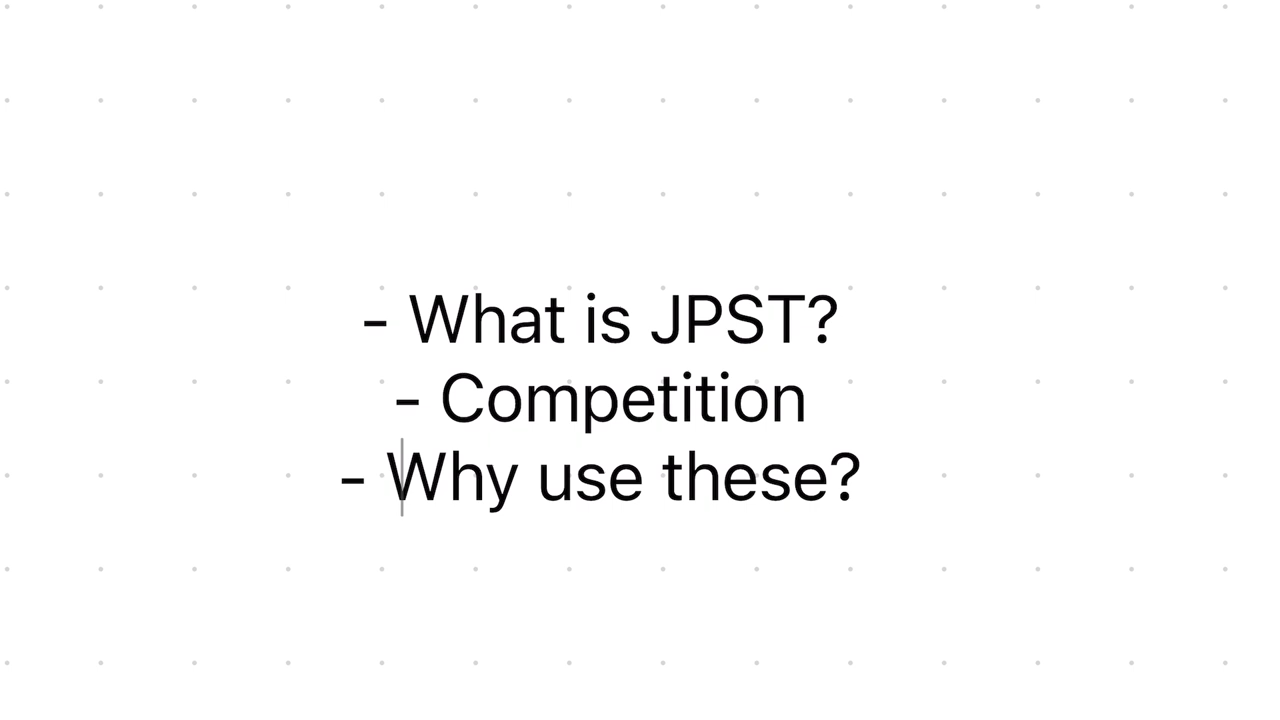 - What is JPST?
- Competition
- Why use these?